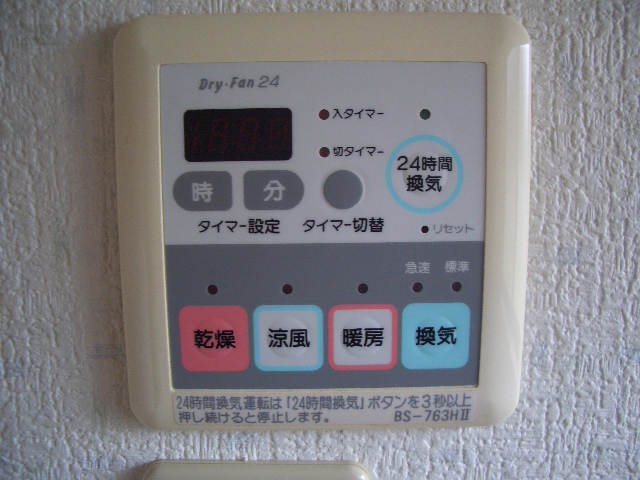 Dry-Fan 24
入タイマー
切タイマー
24時間
換気
時 分
タイマー設定 タイマー切替
リセット
急速 標準
乾燥 涼風 暖房 換気
24時間換気運転は「24時間換気」ボタンを3秒以上
押し続けると停止します。 BS-763HⅡ